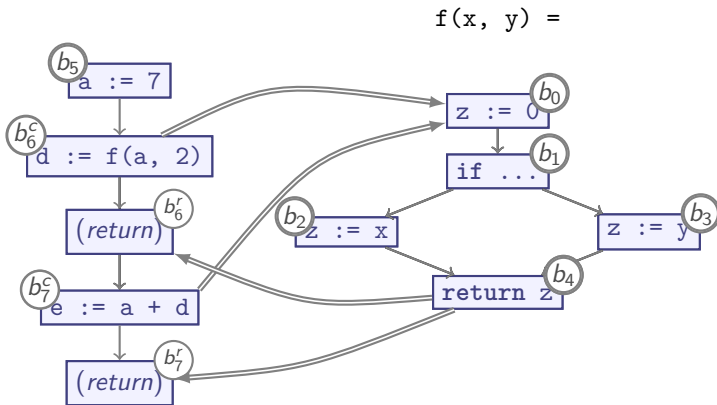 f(x, y) =
b₅
a := 7
b₆ᶜ
d := f(a, 2)
b₆ʳ
(return)
b₇ᶜ
e := a + d
b₇ʳ
(return)
b₀
z := 0
b₁
if ...
b₂
z := x
b₃
z := y
b₄
return z